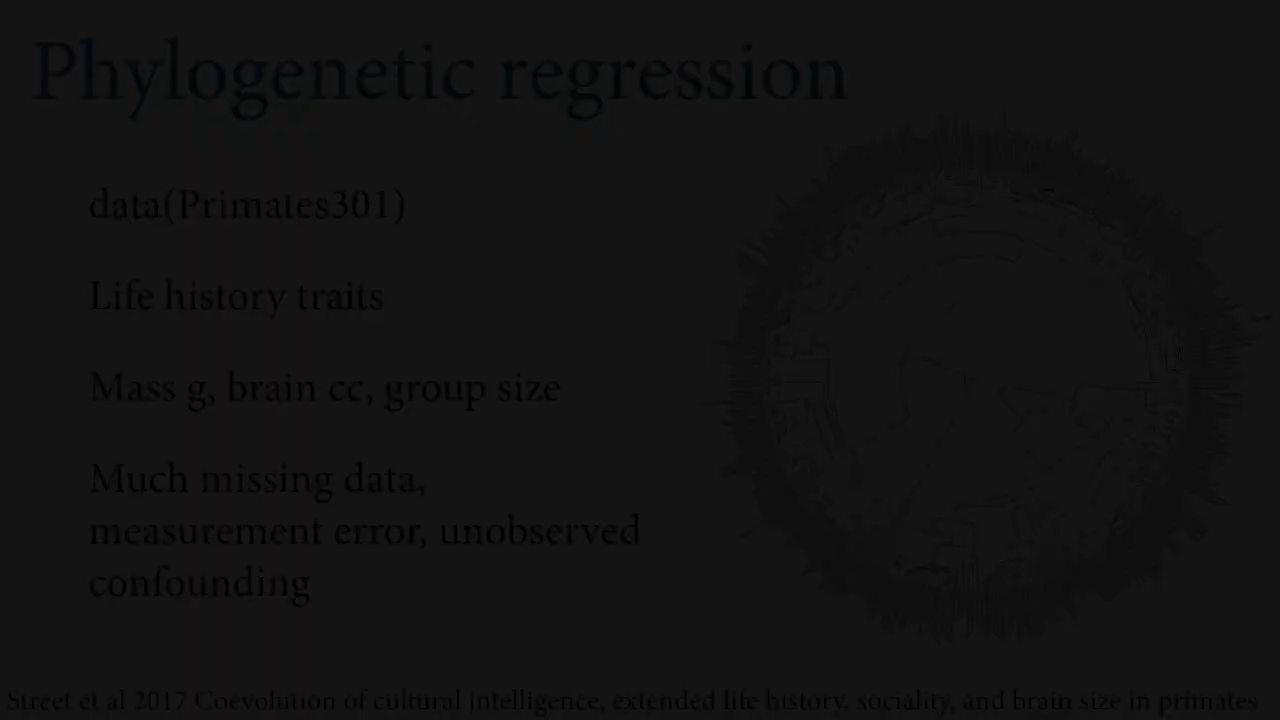 Phylogenetic regression
data(Primates301)
Life history traits
Mass g, brain cc, group size
Much missing data,
measurement error, unobserved
confounding
Street et al 2017 Coevolution of cultural intelligence, extended life history, sociality, and brain size in primates